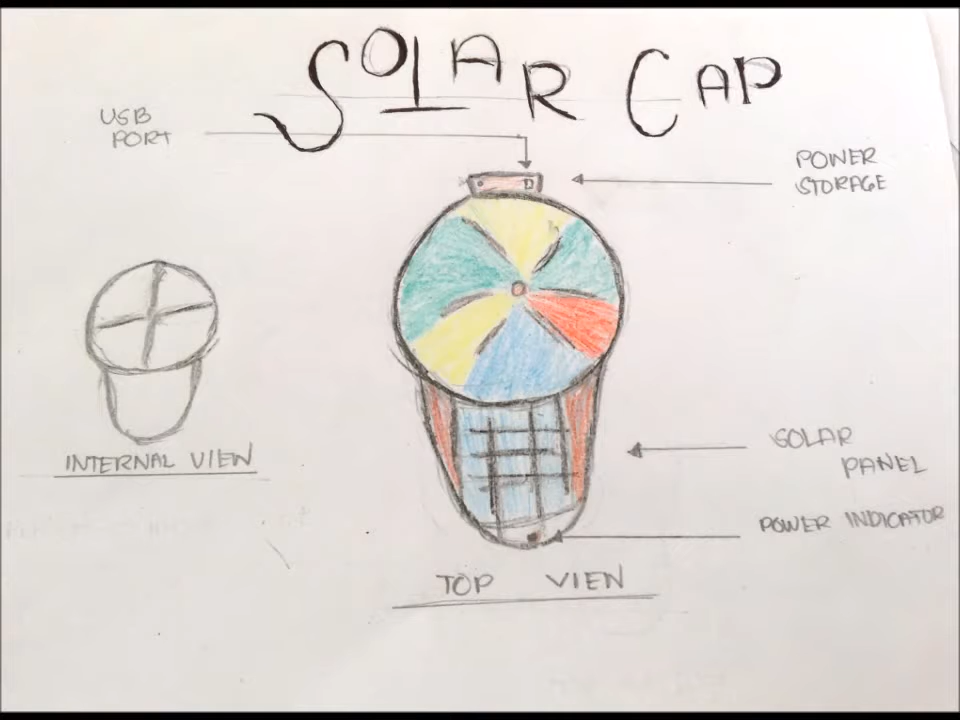 SOLAR CAP
USB
PORT
POWER
STORAGE
INTERNAL VIEW
SOLAR
PANEL
POWER INDICATOR
TOP VIEW